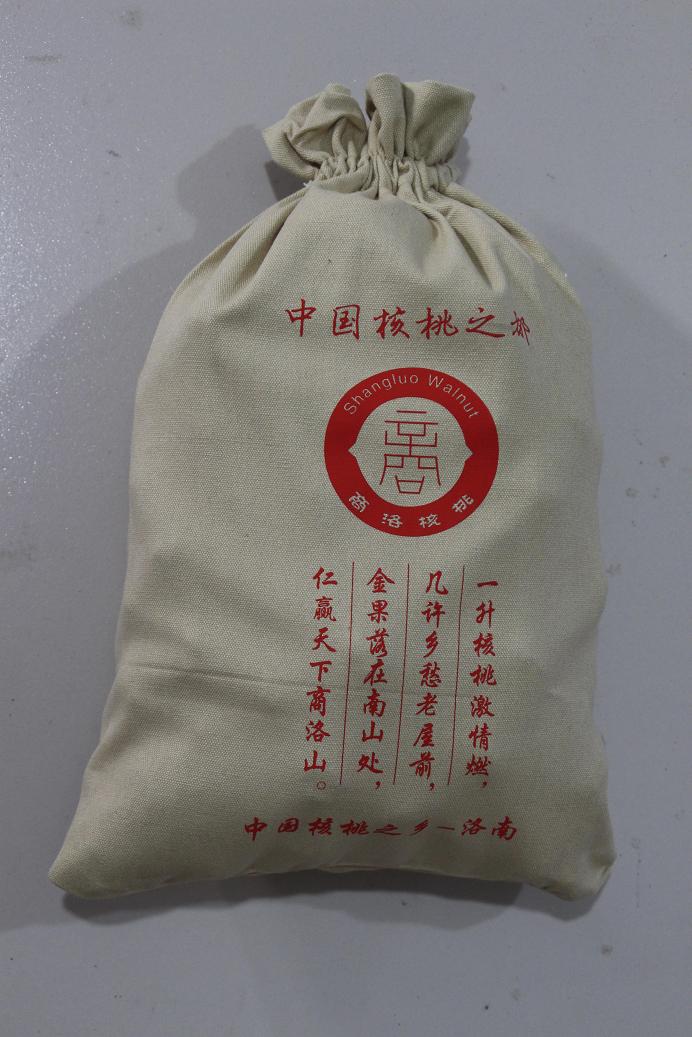 中国核桃之乡
Shangluo Walnut
商洛核桃
一升核桃激情燃，
几许乡愁老屋前，
金果落在南山处，
仁赢天下商洛山。
中国核桃之乡一洛南